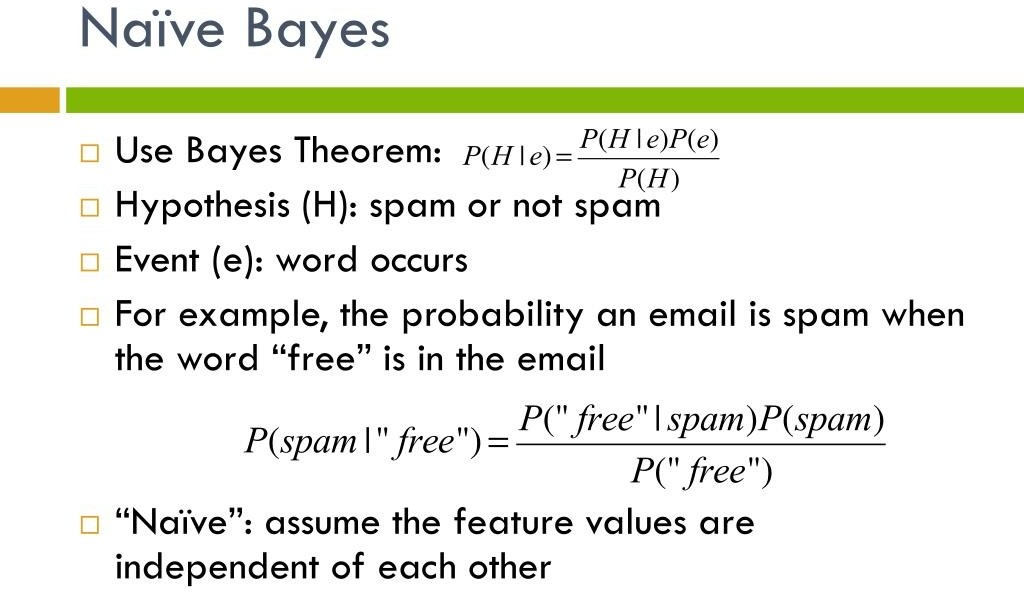 Naïve Bayes
Use Bayes Theorem: P(H | e) = P(H | e)P(e) / P(H)
Hypothesis (H): spam or not spam
Event (e): word occurs
For example, the probability an email is spam when
the word “free” is in the email
P(spam | " free") = P(" free" | spam)P(spam) / P(" free")
“Naïve”: assume the feature values are
independent of each other